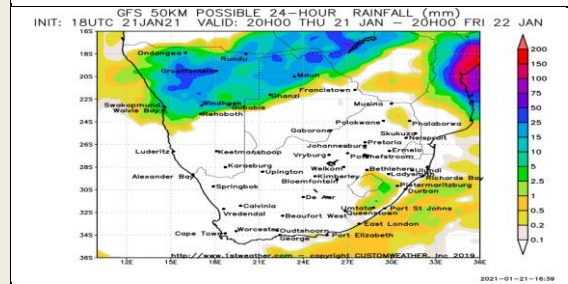 GFS 50KM POSSIBLE 24-HOUR RAINFALL (mm)
INIT: 18UTC 21JAN21 VALID: 20H00 THU 21 JAN - 20H00 FRI 22 JAN
16S
18S
20S
22S
24S
26S
28S
30S
32S
34S
36S
Ondangwa
Rundu
Grootfontein
Maun
Francistown
Ghanzi
Swakopmund
Walvis Bay
Windhoek
Gobabis
Rehoboth
Musina
Polokwane
Phalaborwa
Gaborone
Skukuza
Nelspruit
Johannesburg
Pretoria
Ermelo
Luderitz
Keetmanshoop
Vryburg
Potchefstroom
Karasburg
Upington
Welkom
Bethlehem
Ulundi
Alexander Bay
Kimberley
Ladysmith
Richards Bay
Bloemfontein
Springbok
Pietermaritzburg
Durban
De Aar
Calvinia
Umtata
Port St Johns
Vredendal
Beaufort West
Queenstown
East London
Cape Town
Worcester
Oudtshoorn
George
Port Elizabeth
http://www.1stweather.com - copyright CUSTOMWEATHER, Inc 2019
12E 15E 18E 21E 24E 27E 30E 33E 36E
200
150
100
75
50
25
15
10
5
2.5
1
0.5
0.2
0.1
2021-01-21-16:39